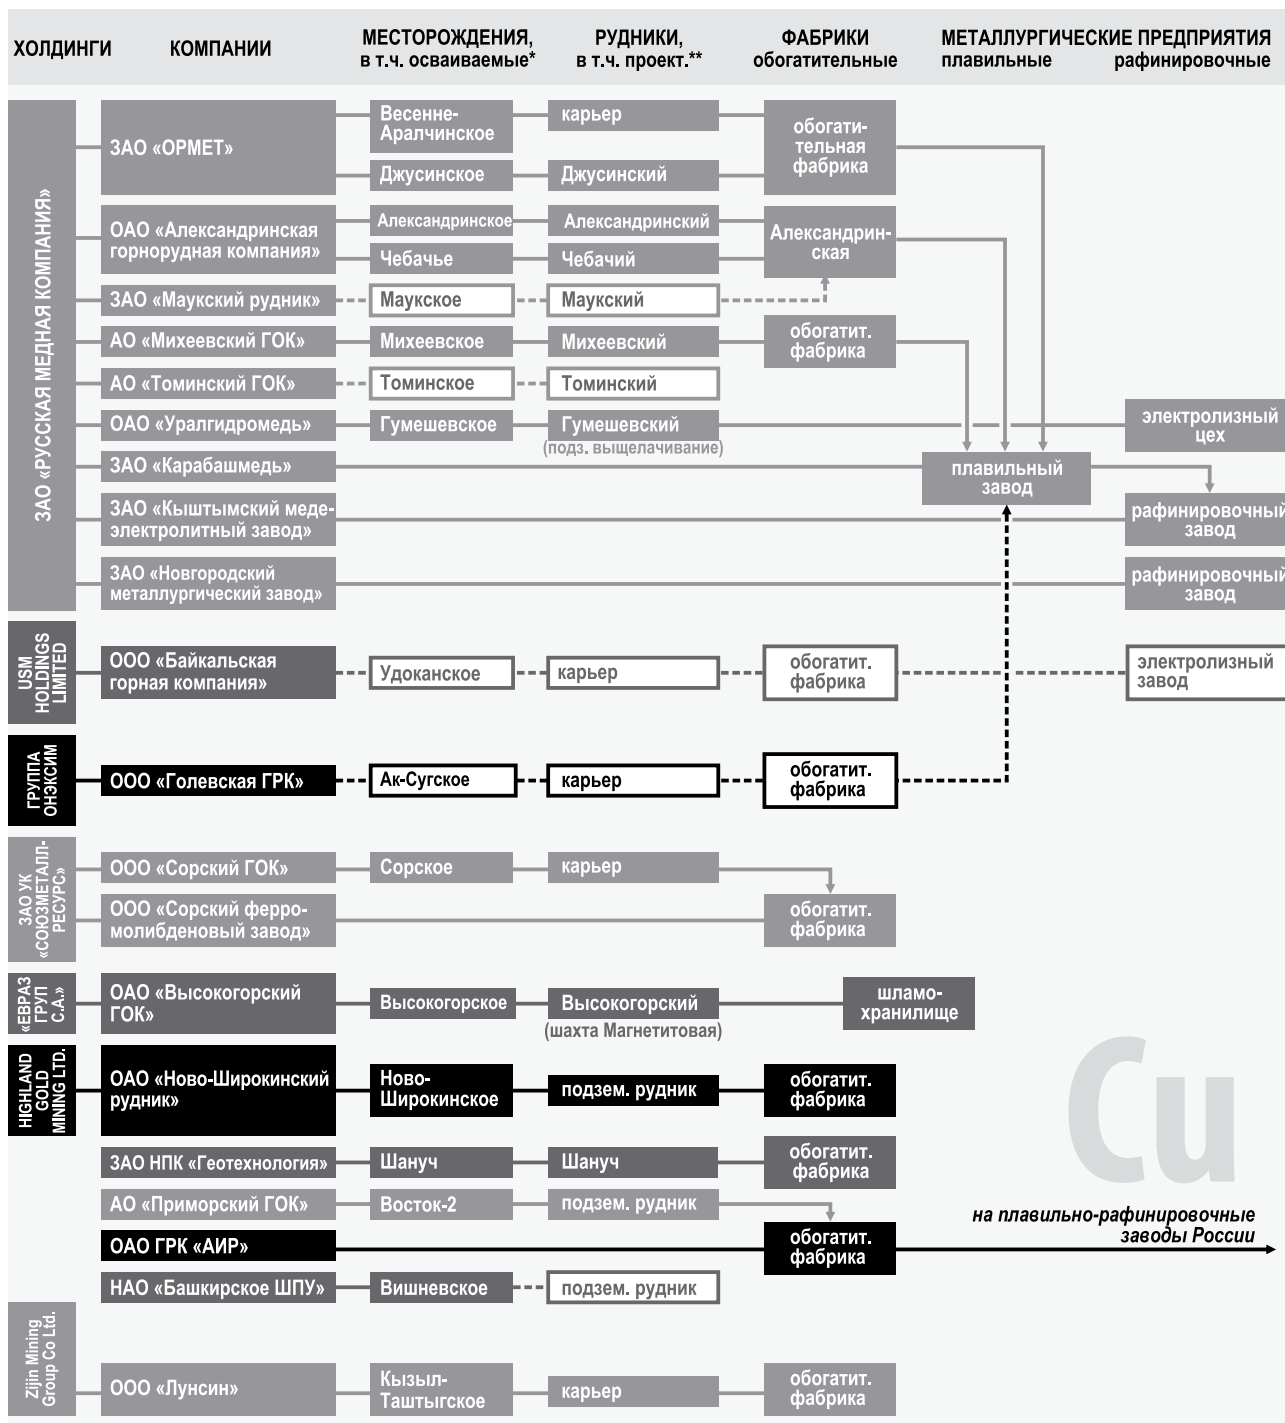 ХОЛДИНГИ
КОМПАНИИ
МЕСТОРОЖДЕНИЯ,
в т.ч. осваиваемые*
РУДНИКИ,
в т.ч. проект.**
ФАБРИКИ
обогатительные
МЕТАЛЛУРГИЧЕСКИЕ ПРЕДПРИЯТИЯ
плавильные
рафинировочные
ЗАО «РУССКАЯ МЕДНАЯ КОМПАНИЯ»
ЗАО «ОРМЕТ»
Весенне-
Аралчинское
карьер
Джусинское
Джусинский
обогати-
тельная
фабрика
ОАО «Александринская
горнорудная компания»
Александринское
Александринский
Чебачье
Чебачий
Александрин-
ская
ЗАО «Маукский рудник»
Маукское
Маукский
АО «Михеевский ГОК»
Михеевское
Михеевский
обогатит.
фабрика
АО «Томинский ГОК»
Томинское
Томинский
ОАО «Уралгидромедь»
Гумешевское
Гумешевский
(подз. выщелачивание)
электролизный
цех
ЗАО «Карабашмедь»
плавильный
завод
ЗАО «Кыштымский меде-
электролитный завод»
рафинировочный
завод
ЗАО «Новгородский
металлургический завод»
рафинировочный
завод
USM
HOLDINGS
LIMITED
ООО «Байкальская
горная компания»
Удоканское
карьер
обогатит.
фабрика
электролизный
завод
ГРУППА
ОНЭКСИМ
ООО «Голевская ГРК»
Ак-Сугское
карьер
обогатит.
фабрика
ЗАО УК
«СОЮЗМЕТАЛЛ-
РЕСУРС»
ООО «Сорский ГОК»
Сорское
карьер
ООО «Сорский ферро-
молибденовый завод»
обогатит.
фабрика
«ЕВРАЗ
ГРУП
С.А.»
ОАО «Высокогорский
ГОК»
Высокогорское
Высокогорский
(шахта Магнетитовая)
шламо-
хранилище
HIGHLAND
GOLD
MINING LTD.
ОАО «Ново-Широкинский
рудник»
Ново-
Широкинское
подзем. рудник
обогатит.
фабрика
Cu
ЗАО НПК «Геотехнология»
Шануч
Шануч
обогатит.
фабрика
АО «Приморский ГОК»
Восток-2
подзем. рудник
ОАО ГРК «АИР»
обогатит.
фабрика
на плавильно-рафинировочные
заводы России
НАО «Башкирское ШПУ»
Вишневское
подзем. рудник
Zijin Mining
Group Co Ltd.
ООО «Лунсин»
Кызыл-
Таштыгское
карьер
обогатит.
фабрика